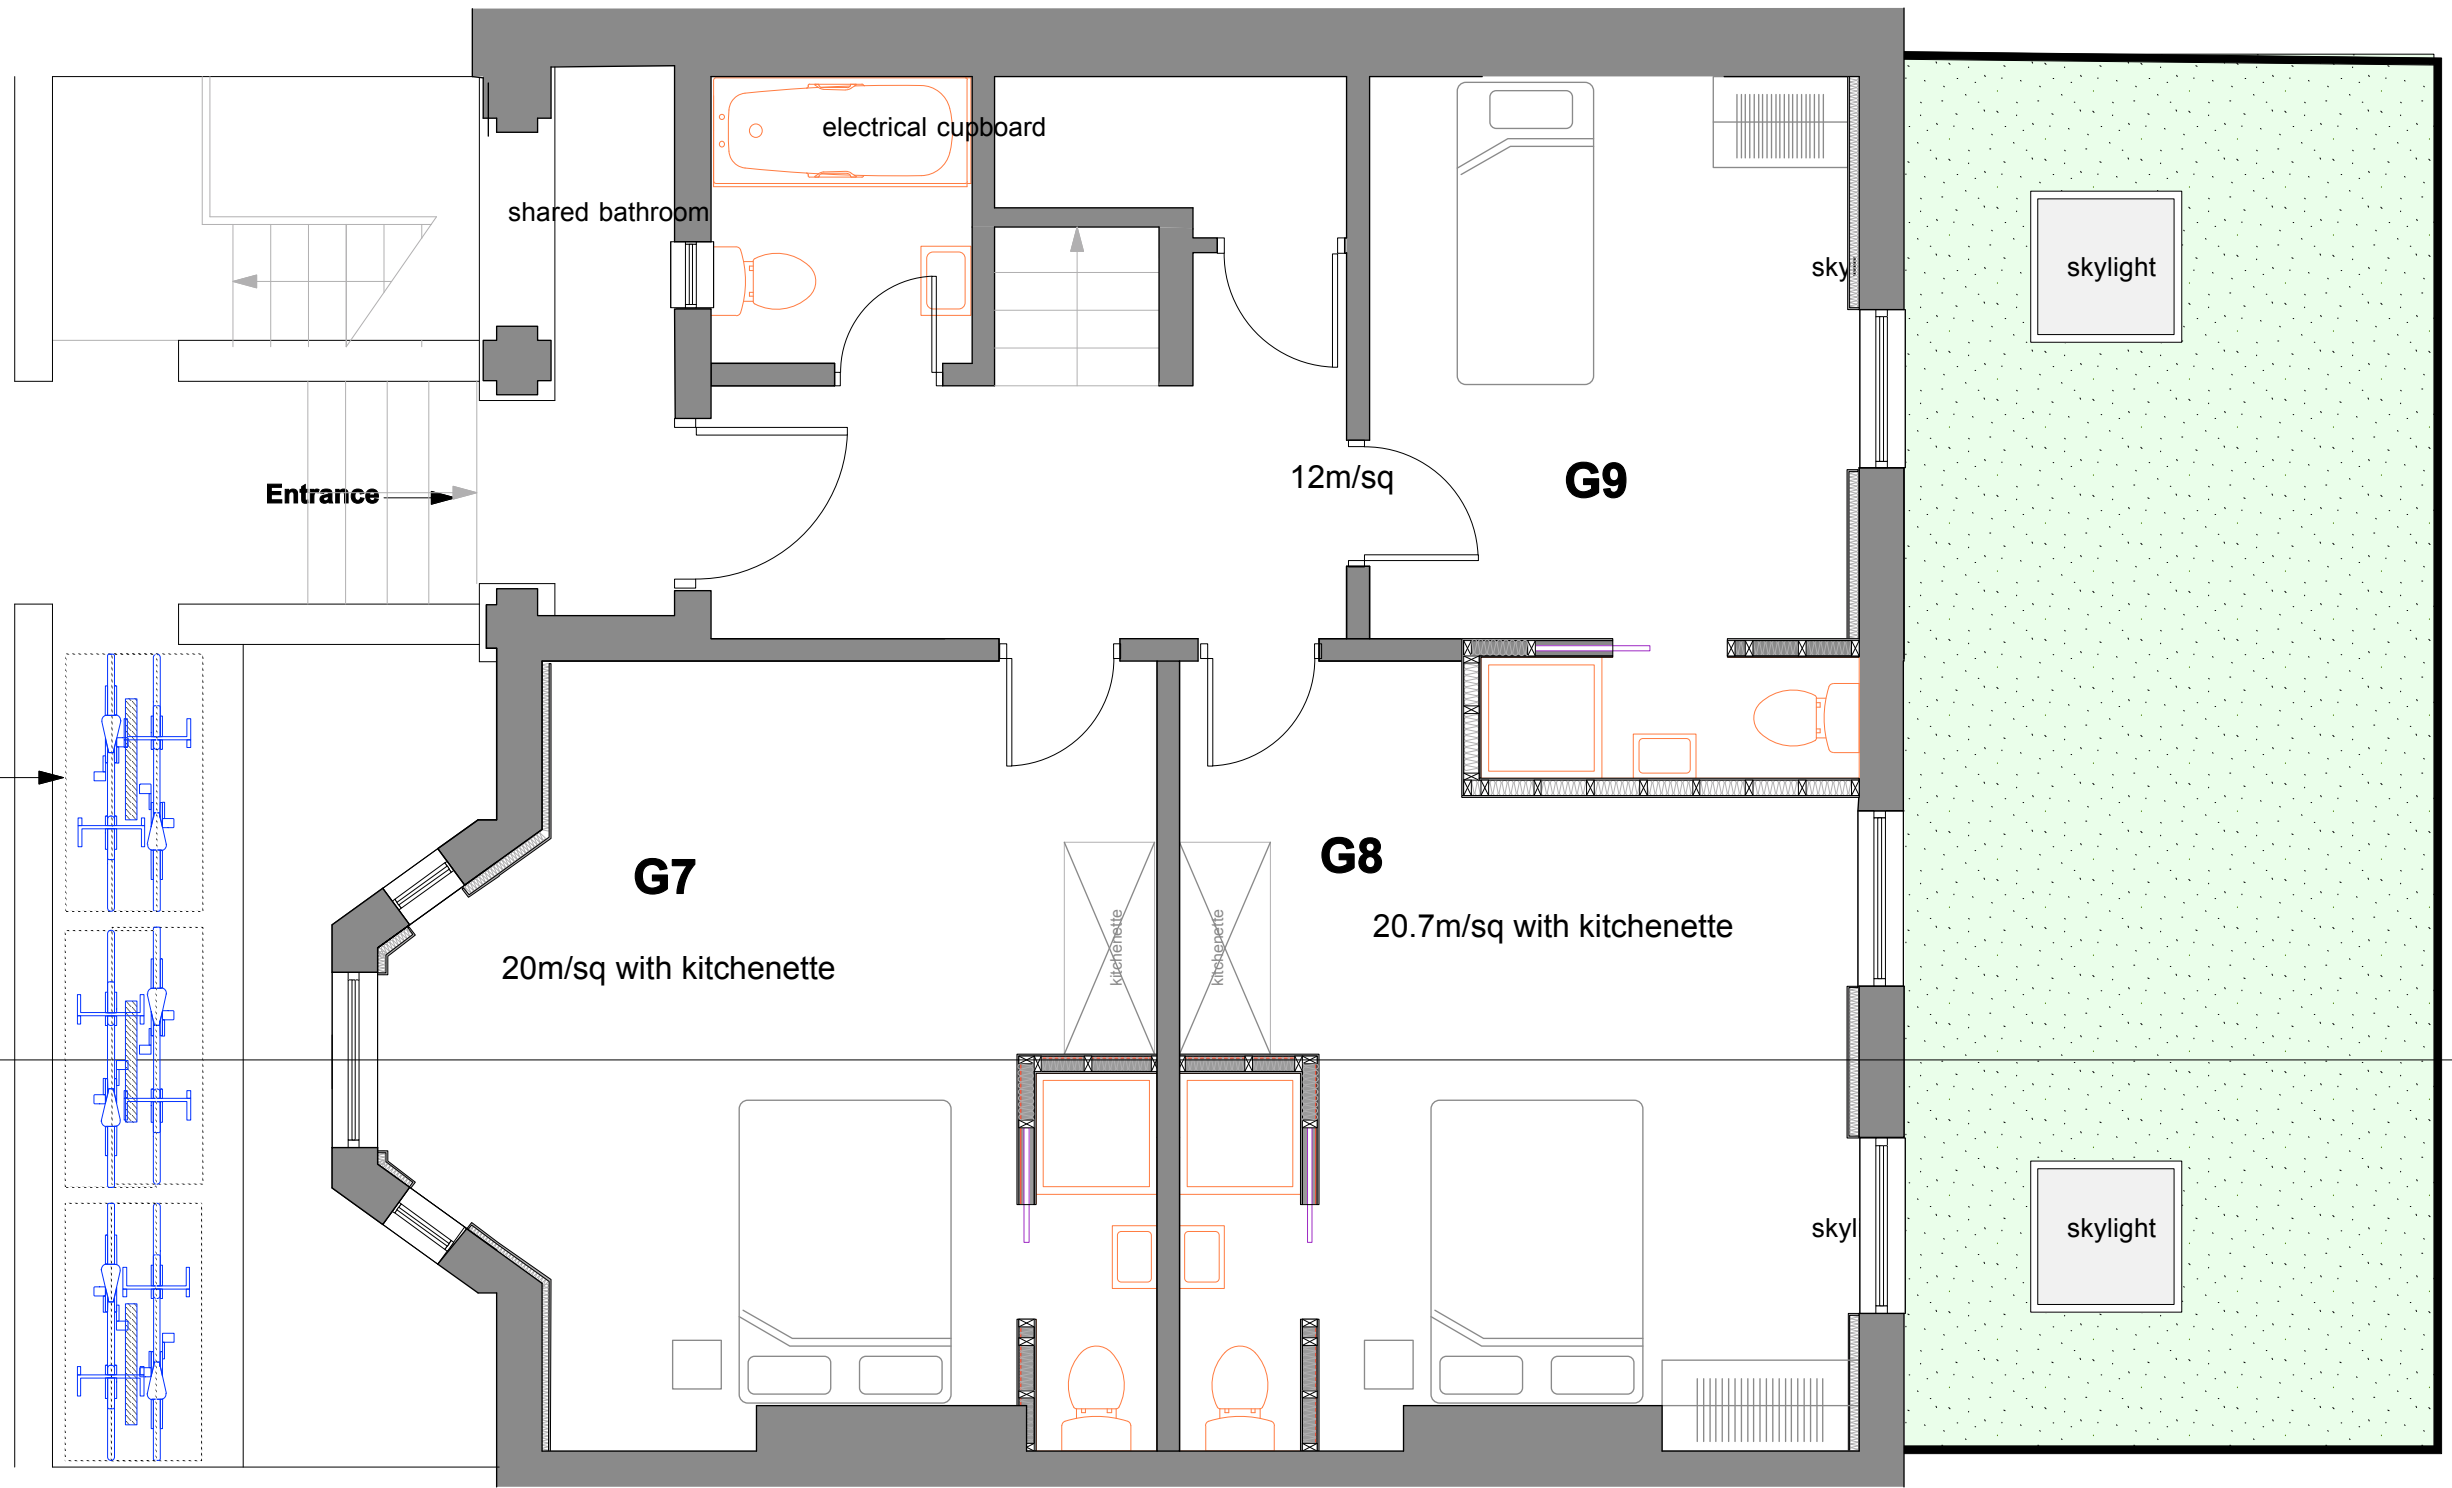 electrical cupboard
shared bathroom
sky
skylight
12m/sq
G9
Entrance
G7
G8
kitchenette
kitchenette
20m/sq with kitchenette
20.7m/sq with kitchenette
skyl
skylight